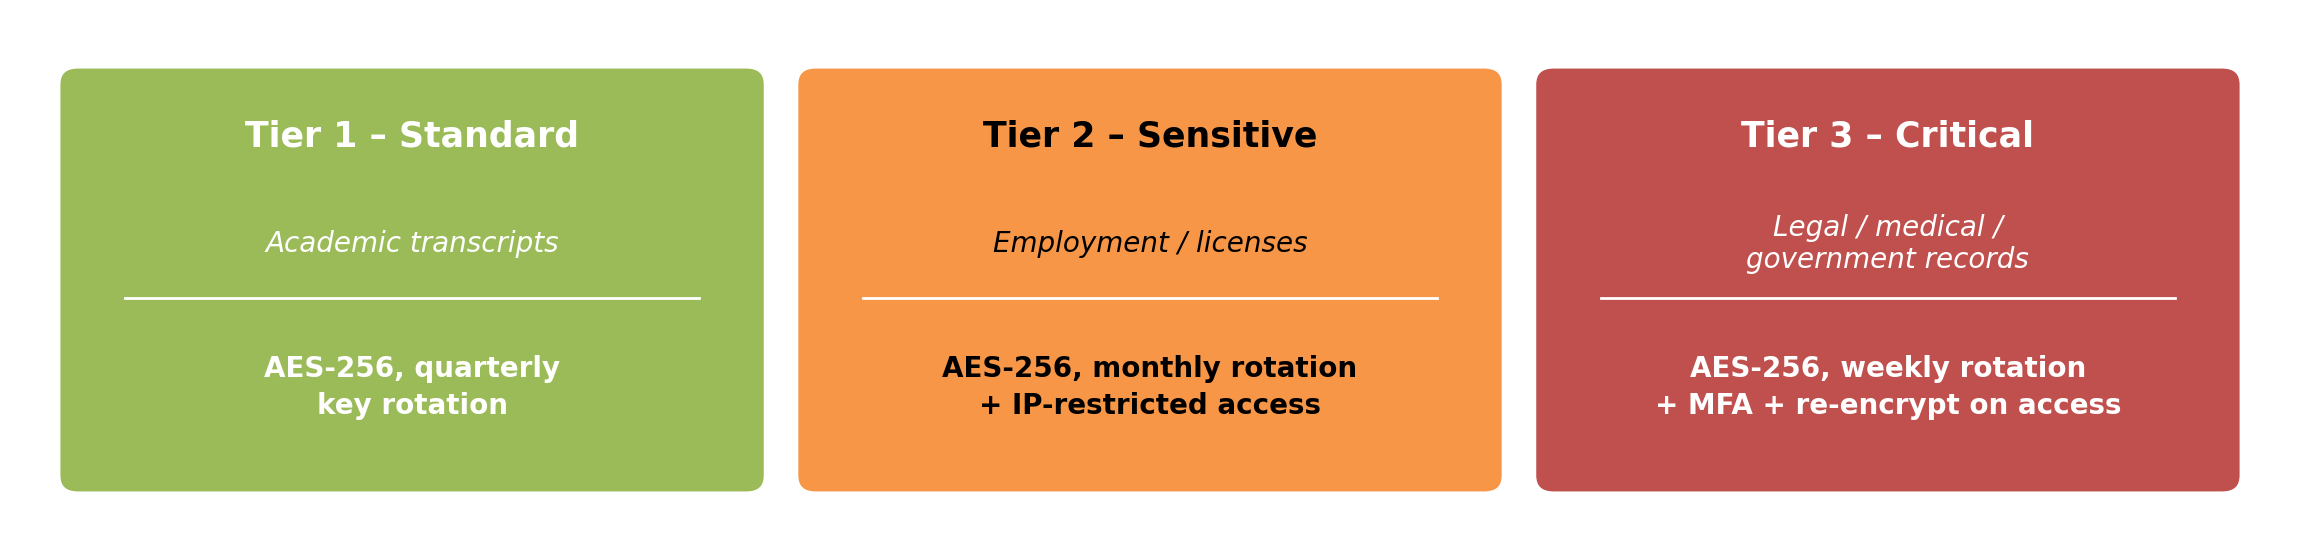 Tier 1 – Standard
Academic transcripts
AES-256, quarterly
key rotation
Tier 2 – Sensitive
Employment / licenses
AES-256, monthly rotation
+ IP-restricted access
Tier 3 – Critical
Legal / medical /
government records
AES-256, weekly rotation
+ MFA + re-encrypt on access